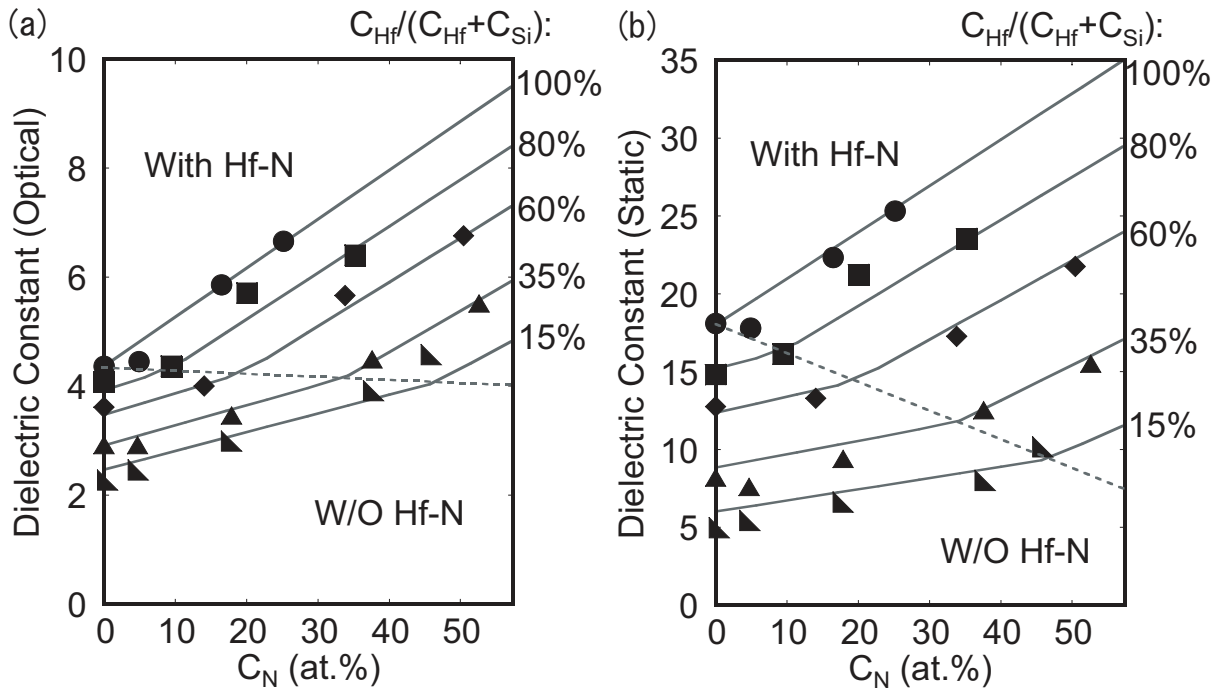 (a)
C_Hf/(C_Hf+C_Si):
Dielectric Constant (Optical)
10
8
6
4
2
0
With Hf-N
W/O Hf-N
100%
80%
60%
35%
15%
0 10 20 30 40 50
C_N (at.%)
(b)
C_Hf/(C_Hf+C_Si):
Dielectric Constant (Static)
35
30
25
20
15
10
5
0
With Hf-N
W/O Hf-N
100%
80%
60%
35%
15%
0 10 20 30 40 50
C_N (at.%)